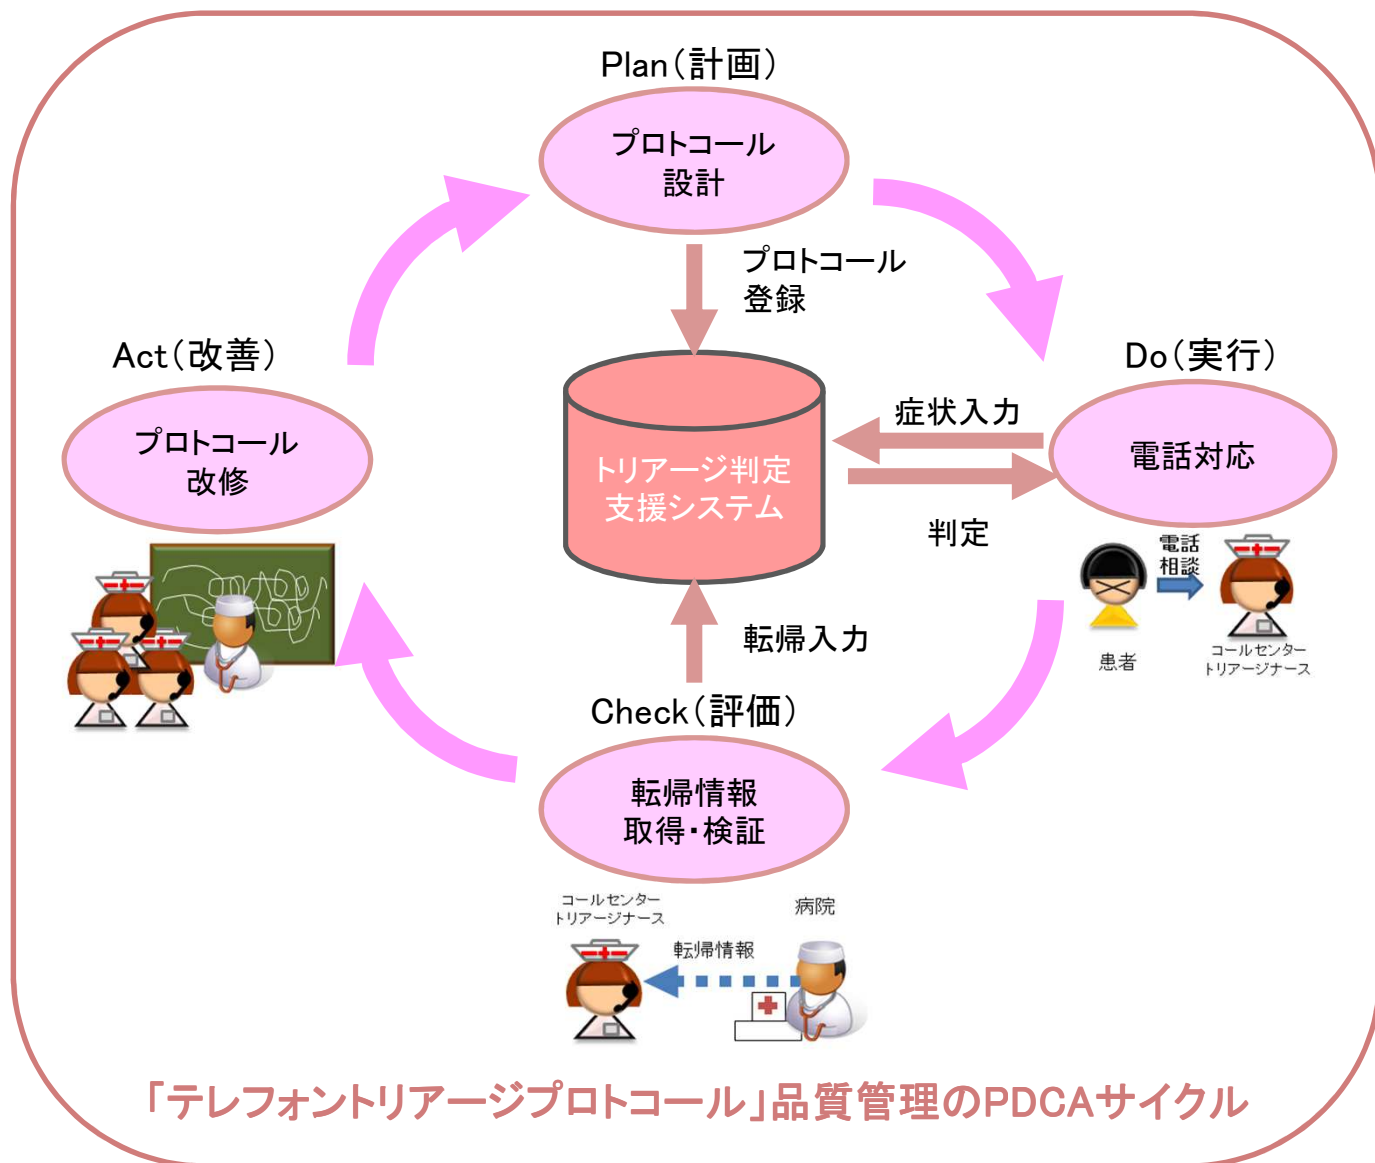 Plan（計画）
プロトコール
設計
プロトコール
登録
Act（改善）
プロトコール
改修
Do（実行）
電話対応
症状入力
判定
トリアージ判定
支援システム
電話
相談
患者
コールセンター
トリアージナース
転帰入力
Check（評価）
転帰情報
取得・検証
コールセンター
トリアージナース
病院
転帰情報
「テレフォントリアージプロトコール」品質管理のPDCAサイクル